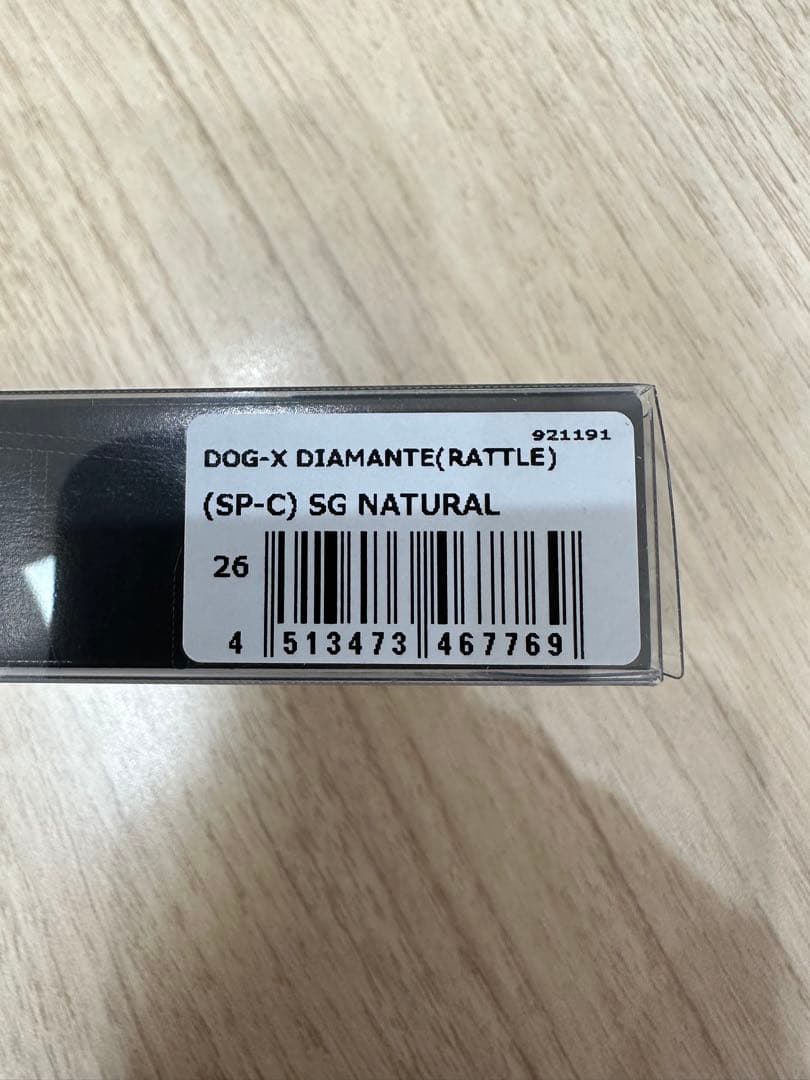 921191
DOG-X DIAMANTE(RATTLE)
(SP-C) SG NATURAL
26
4 513473 467769